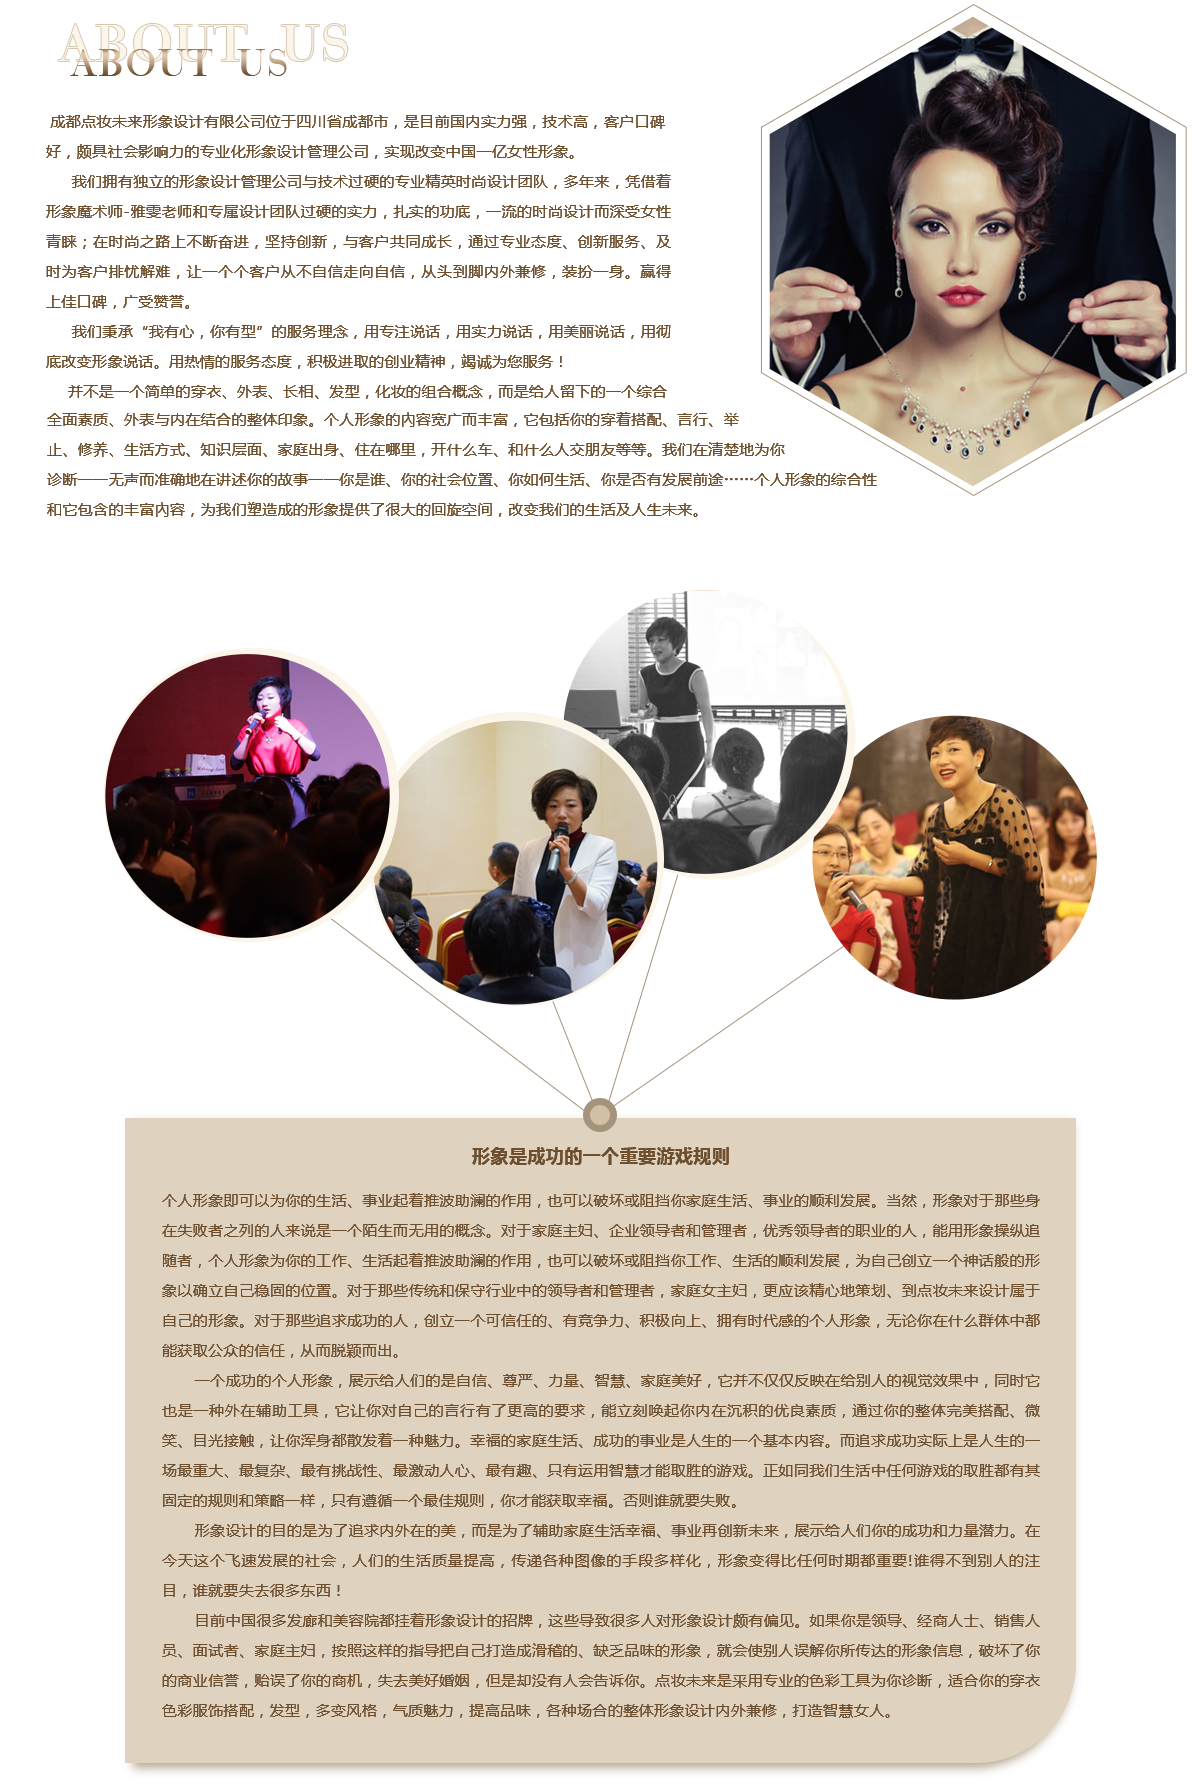 ABOUT US
ABOUT US
成都点妆未来形象设计有限公司位于四川省成都市，是目前国内实力强，技术高，客户口碑
好，颇具社会影响力的专业化形象设计管理公司，实现改变中国一亿女性形象。
我们拥有独立的形象设计管理公司与技术过硬的专业精英时尚设计团队，多年来，凭借着
形象魔术师-雅雯老师和专属设计团队过硬的实力，扎实的功底，一流的时尚设计而深受女性
青睐；在时尚之路上不断奋进，坚持创新，与客户共同成长，通过专业态度、创新服务、及
时为客户排忧解难，让一个个客户从不自信走向自信，从头到脚内外兼修，装扮一身。赢得
上佳口碑，广受赞誉。
我们秉承“我有心，你有型”的服务理念，用专注说话，用实力说话，用美丽说话，用彻
底改变形象说话。用热情的服务态度，积极进取的创业精神，竭诚为您服务！
并不是一个简单的穿衣、外表、长相、发型，化妆的组合概念，而是给人留下的一个综合
全面素质、外表与内在结合的整体印象。个人形象的内容宽广而丰富，它包括你的穿着搭配、言行、举
止、修养、生活方式、知识层面、家庭出身、住在哪里，开什么车、和什么人交朋友等等。我们在清楚地为你
诊断——无声而准确地在讲述你的故事——你是谁、你的社会位置、你如何生活、你是否有发展前途……个人形象的综合性
和它包含的丰富内容，为我们塑造成的形象提供了很大的回旋空间，改变我们的生活及人生未来。
形象是成功的一个重要游戏规则
个人形象即可以为你的生活、事业起着推波助澜的作用，也可以破坏或阻挡你家庭生活、事业的顺利发展。当然，形象对于那些身
在失败者之列的人来说是一个陌生而无用的概念。对于家庭主妇、企业领导者和管理者，优秀领导者的职业的人，能用形象操纵追
随者，个人形象为你的工作、生活起着推波助澜的作用，也可以破坏或阻挡你工作、生活的顺利发展，为自己创立一个神话般的形
象以确立自己稳固的位置。对于那些传统和保守行业中的领导者和管理者，家庭女主妇，更应该精心地策划、到点妆未来设计属于
自己的形象。对于那些追求成功的人，创立一个可信任的、有竞争力、积极向上、拥有时代感的个人形象，无论你在什么群体中都
能获取公众的信任，从而脱颖而出。
一个成功的个人形象，展示给人们的是自信、尊严、力量、智慧、家庭美好，它并不仅仅反映在给别人的视觉效果中，同时它
也是一种外在辅助工具，它让你对自己的言行有了更高的要求，能立刻唤起你内在沉积的优良素质，通过你的整体完美搭配、微
笑、目光接触，让你浑身都散发着一种魅力。幸福的家庭生活、成功的事业是人生的一个基本内容。而追求成功实际上是人生的一
场最重大、最复杂、最有挑战性、最激动人心、最有趣、只有运用智慧才能取胜的游戏。正如同我们生活中任何游戏的取胜都有其
固定的规则和策略一样，只有遵循一个最佳规则，你才能获取幸福。否则谁就要失败。
形象设计的目的是为了追求内外在的美，而是为了辅助家庭生活幸福、事业再创新未来，展示给人们你的成功和力量潜力。在
今天这个飞速发展的社会，人们的生活质量提高，传递各种图像的手段多样化，形象变得比任何时期都重要!谁得不到别人的注
目，谁就要失去很多东西！
目前中国很多发廊和美容院都挂着形象设计的招牌，这些导致很多人对形象设计颇有偏见。如果你是领导、经商人士、销售人
员、面试者、家庭主妇，按照这样的指导把自己打造成滑稽的、缺乏品味的形象，就会使别人误解你所传达的形象信息，破坏了你
的商业信誉，贻误了你的商机，失去美好婚姻，但是却没有人会告诉你。点妆未来是采用专业的色彩工具为你诊断，适合你的穿衣
色彩服饰搭配，发型，多变风格，气质魅力，提高品味，各种场合的整体形象设计内外兼修，打造智慧女人。